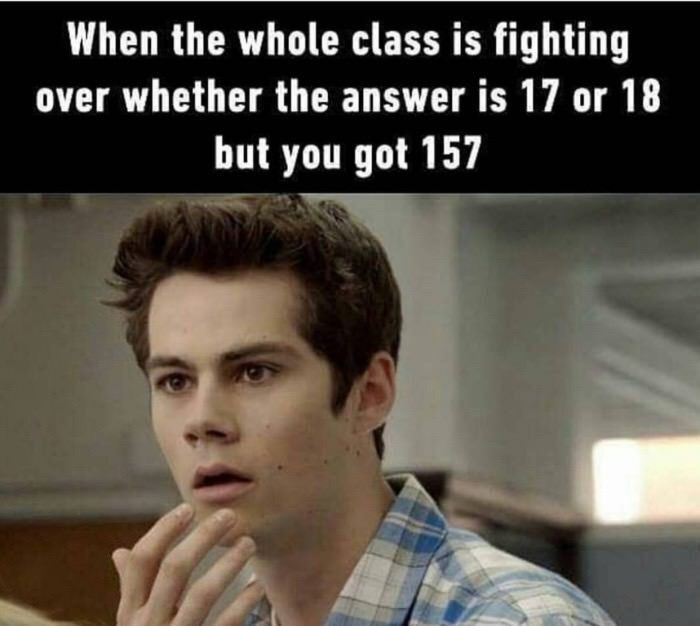 When the whole class is fighting
over whether the answer is 17 or 18
but you got 157